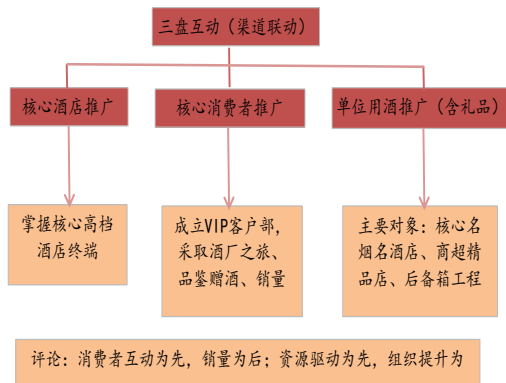 三盘互动（渠道联动）
核心酒店推广
核心消费者推广
单位用酒推广（含礼品）
掌握核心高档
酒店终端
成立VIP客户部，
采取酒厂之旅、
品鉴赠酒、销量
主要对象：核心名
烟名酒店、商超精
品店、后备箱工程
评论：消费者互动为先，销量为后；资源驱动为先，组织提升为